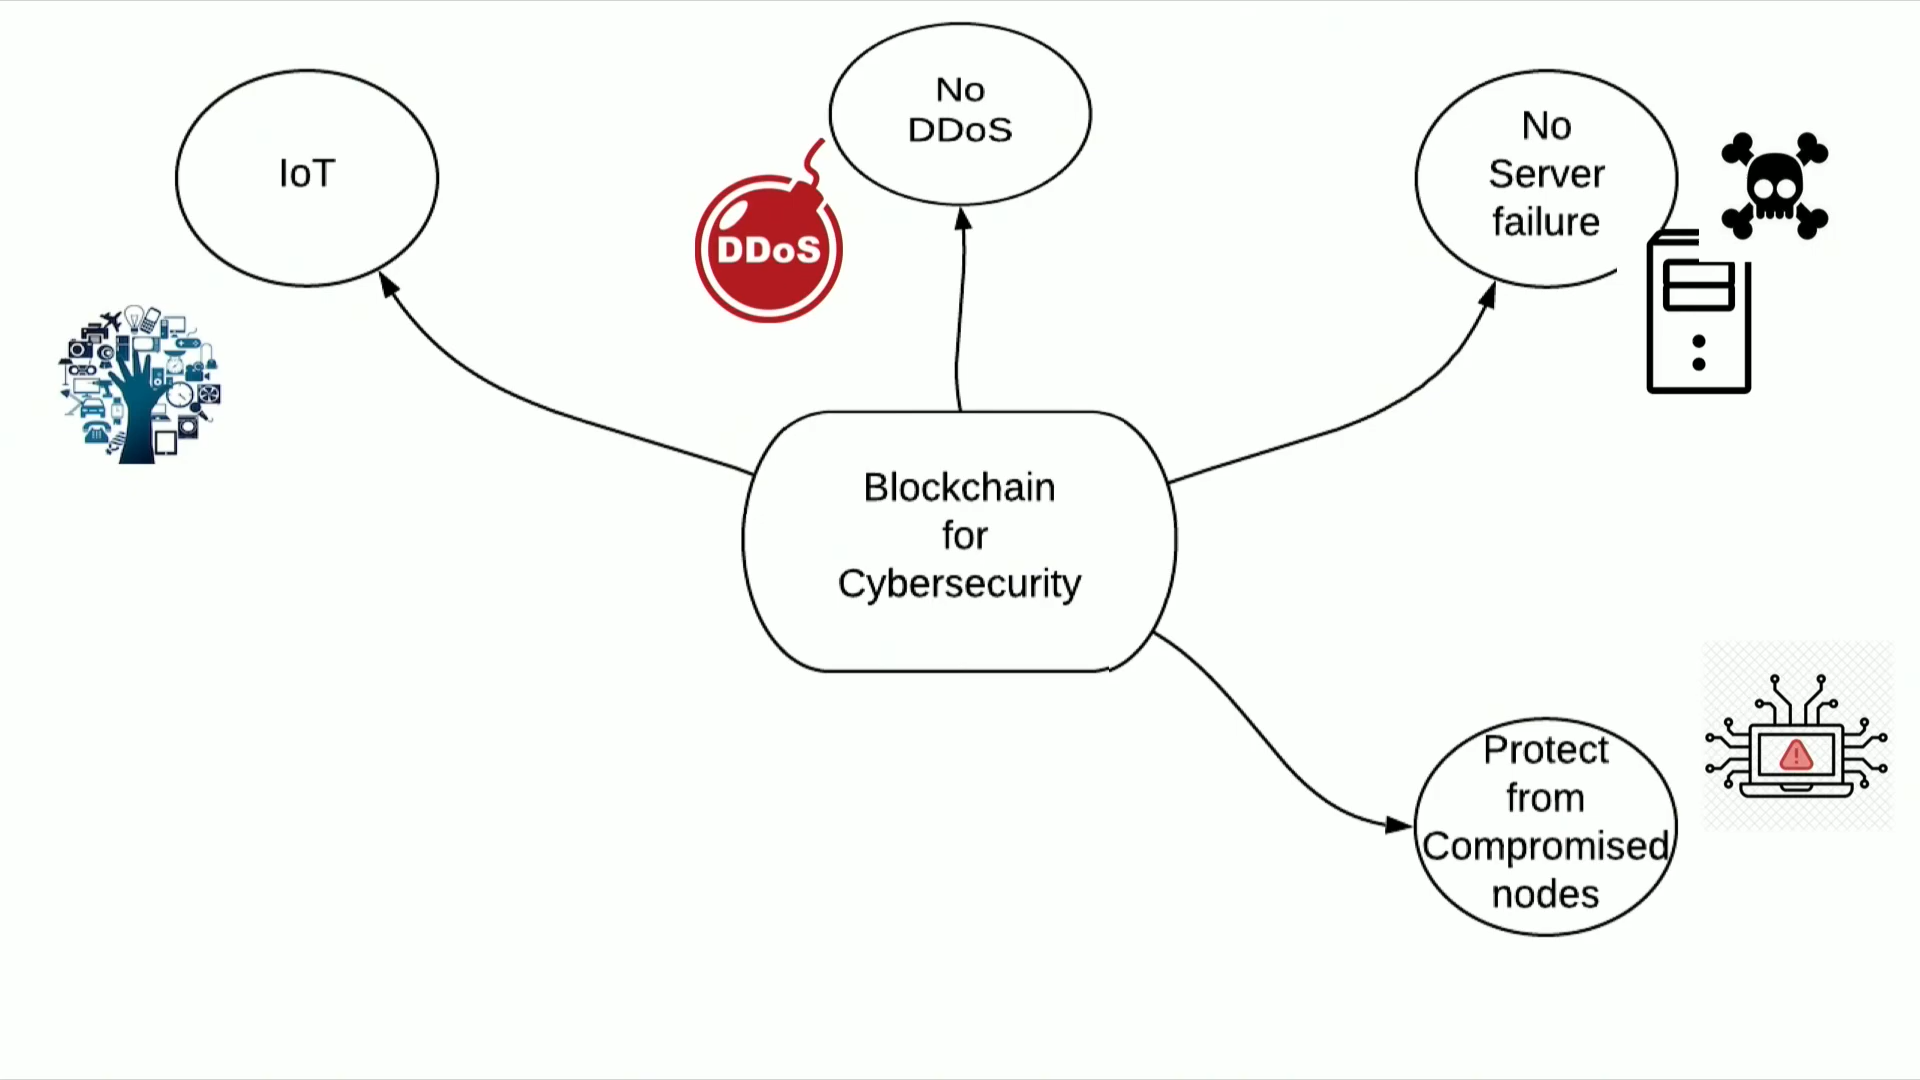 IoT
No
DDoS
DDoS
No
Server
failure
Blockchain
for
Cybersecurity
Protect
from
Compromised
nodes